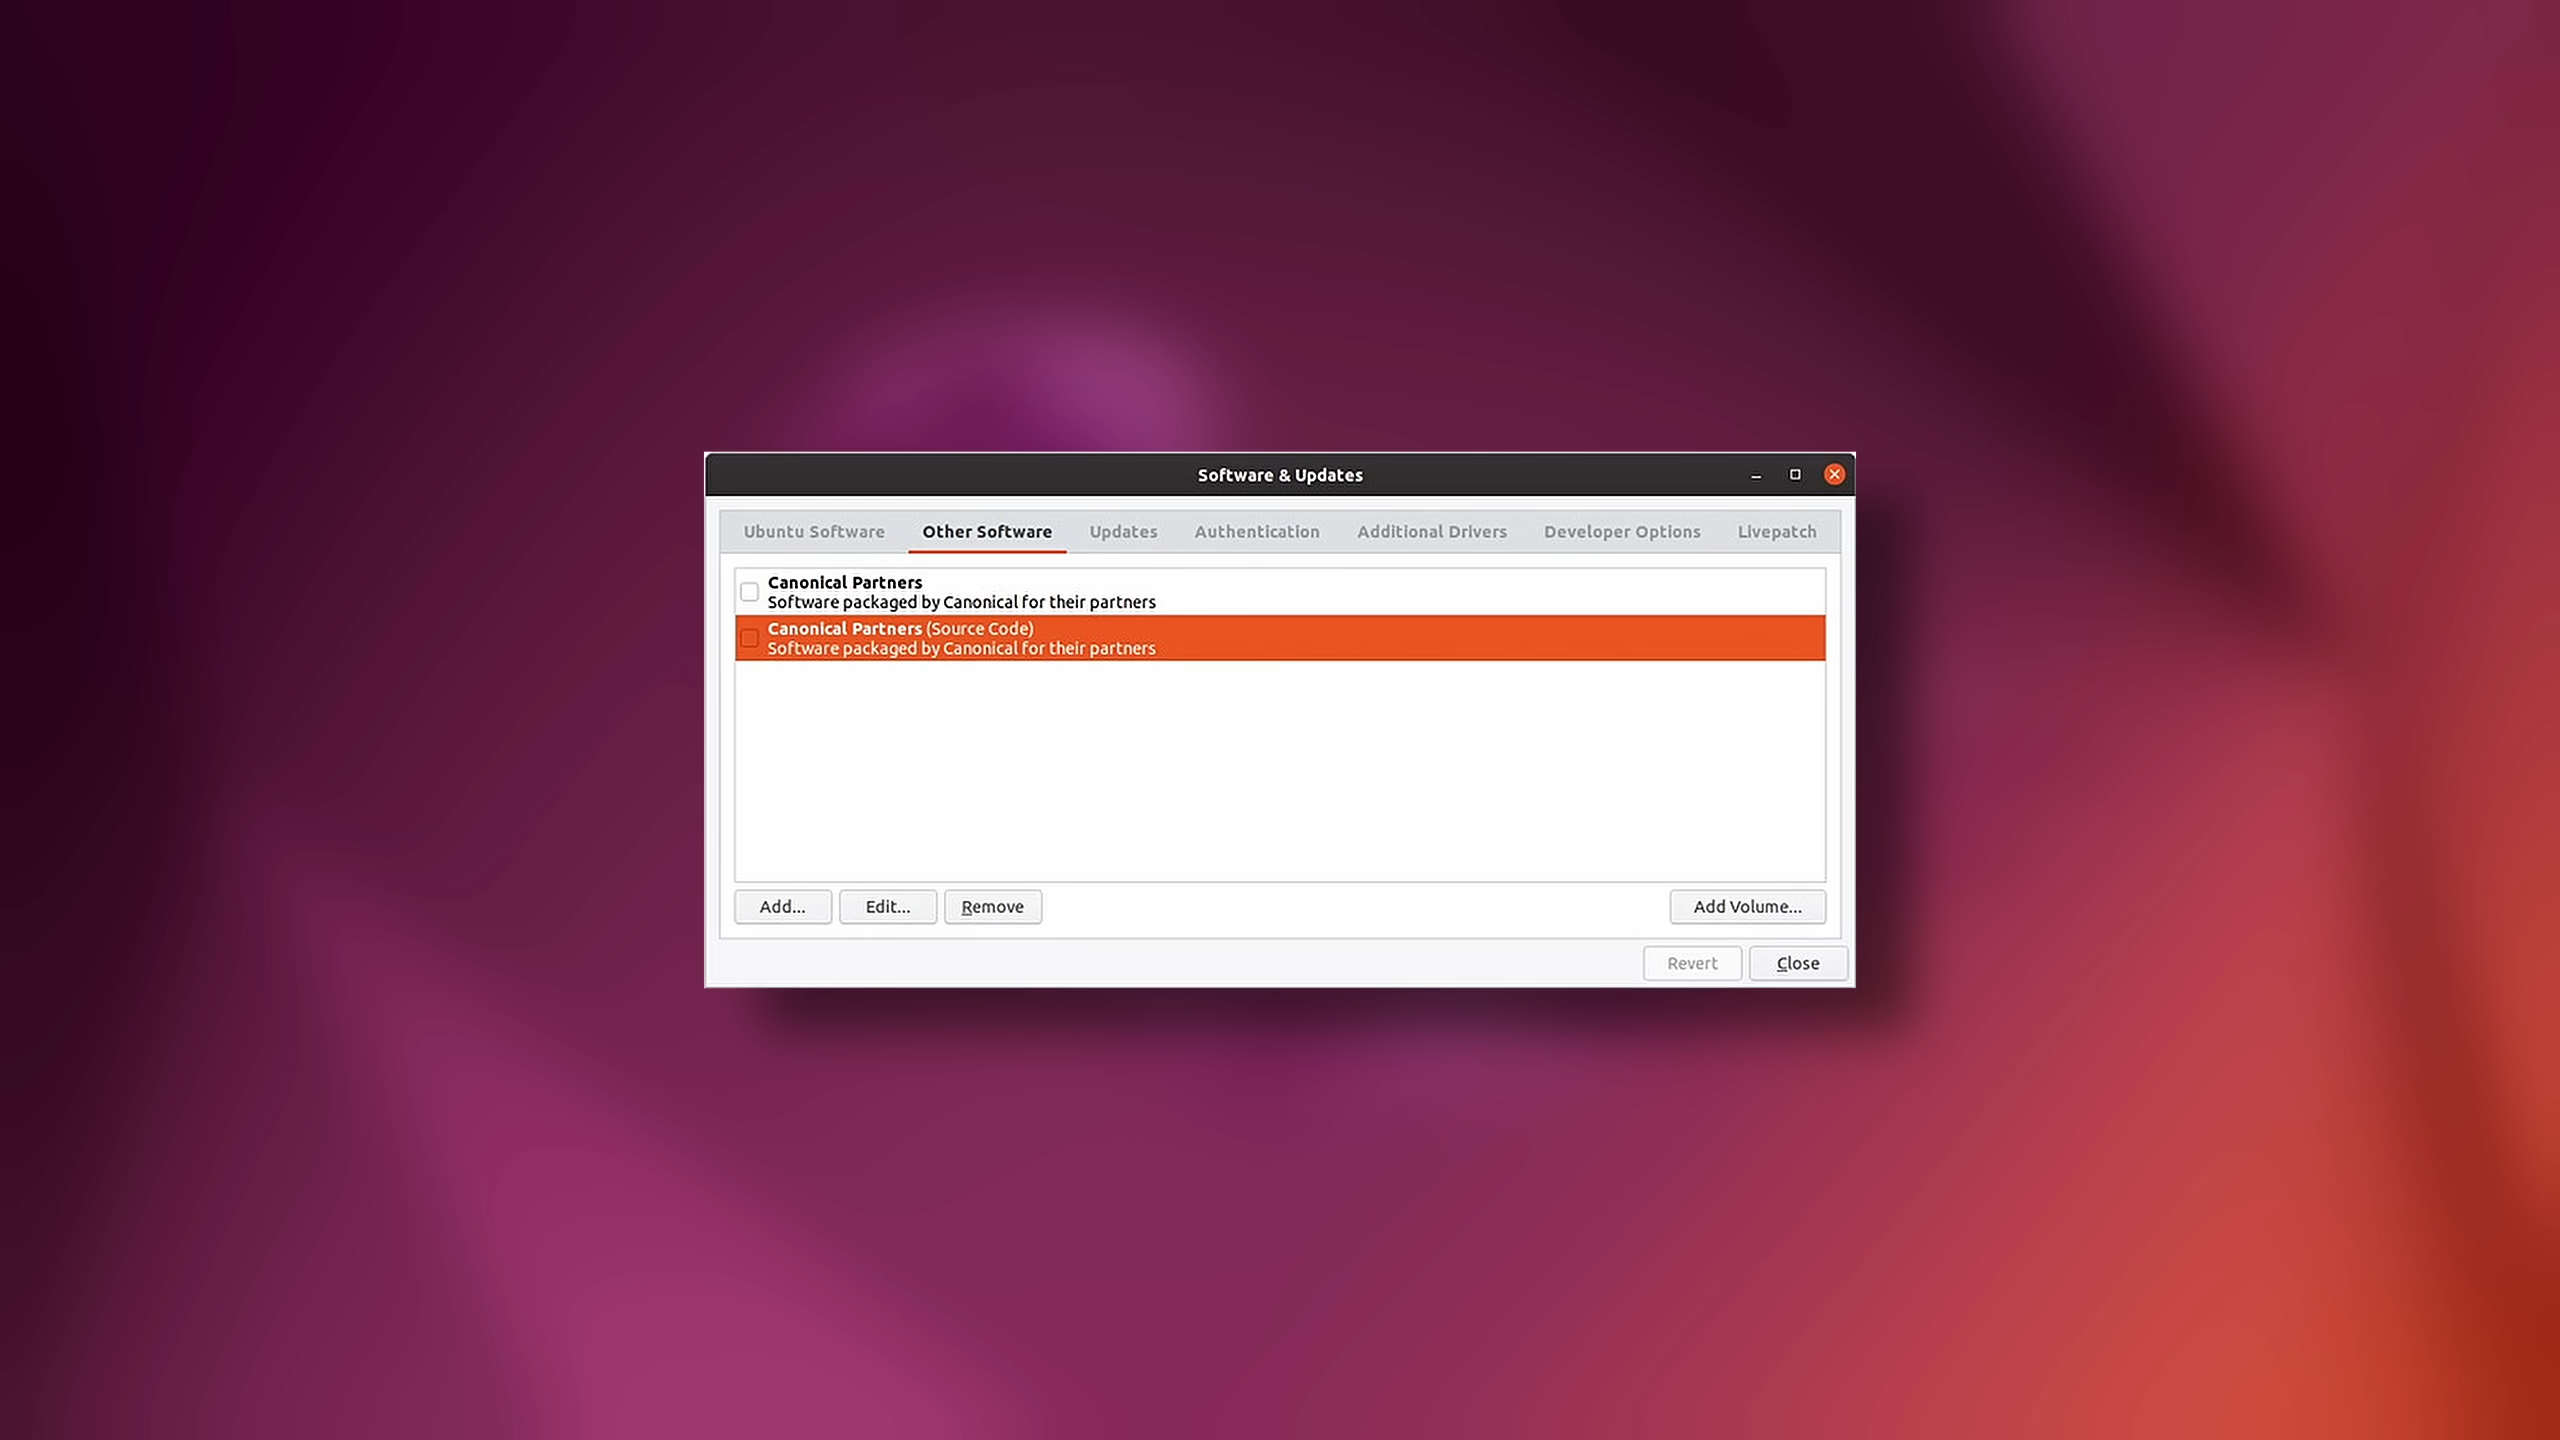 Software & Updates
Ubuntu Software Other Software Updates Authentication Additional Drivers Developer Options Livepatch
Canonical Partners
Software packaged by Canonical for their partners
Canonical Partners (Source Code)
Software packaged by Canonical for their partners
Add... Edit... Remove Add Volume...
Revert Close